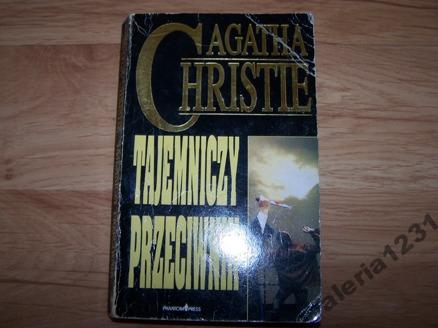 AGATHA
CHRISTIE
TAJEMNICZY
PRZECIWNIK
PHANTOM PRESS
aleria1231